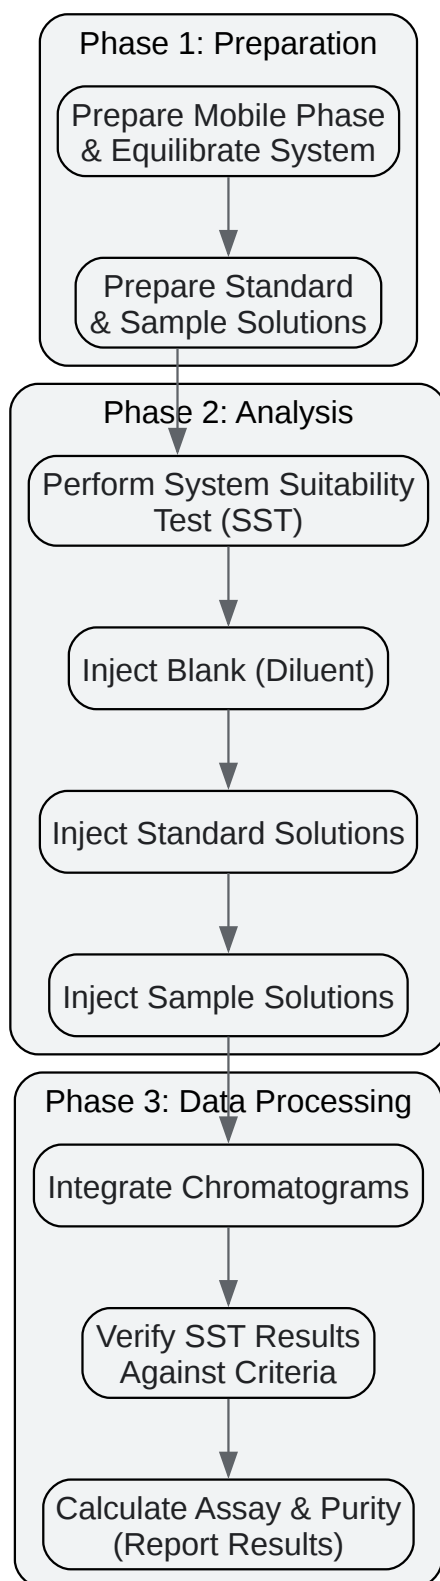 Phase 1: Preparation
Prepare Mobile Phase
& Equilibrate System
Prepare Standard
& Sample Solutions
Phase 2: Analysis
Perform System Suitability
Test (SST)
Inject Blank (Diluent)
Inject Standard Solutions
Inject Sample Solutions
Phase 3: Data Processing
Integrate Chromatograms
Verify SST Results
Against Criteria
Calculate Assay & Purity
(Report Results)